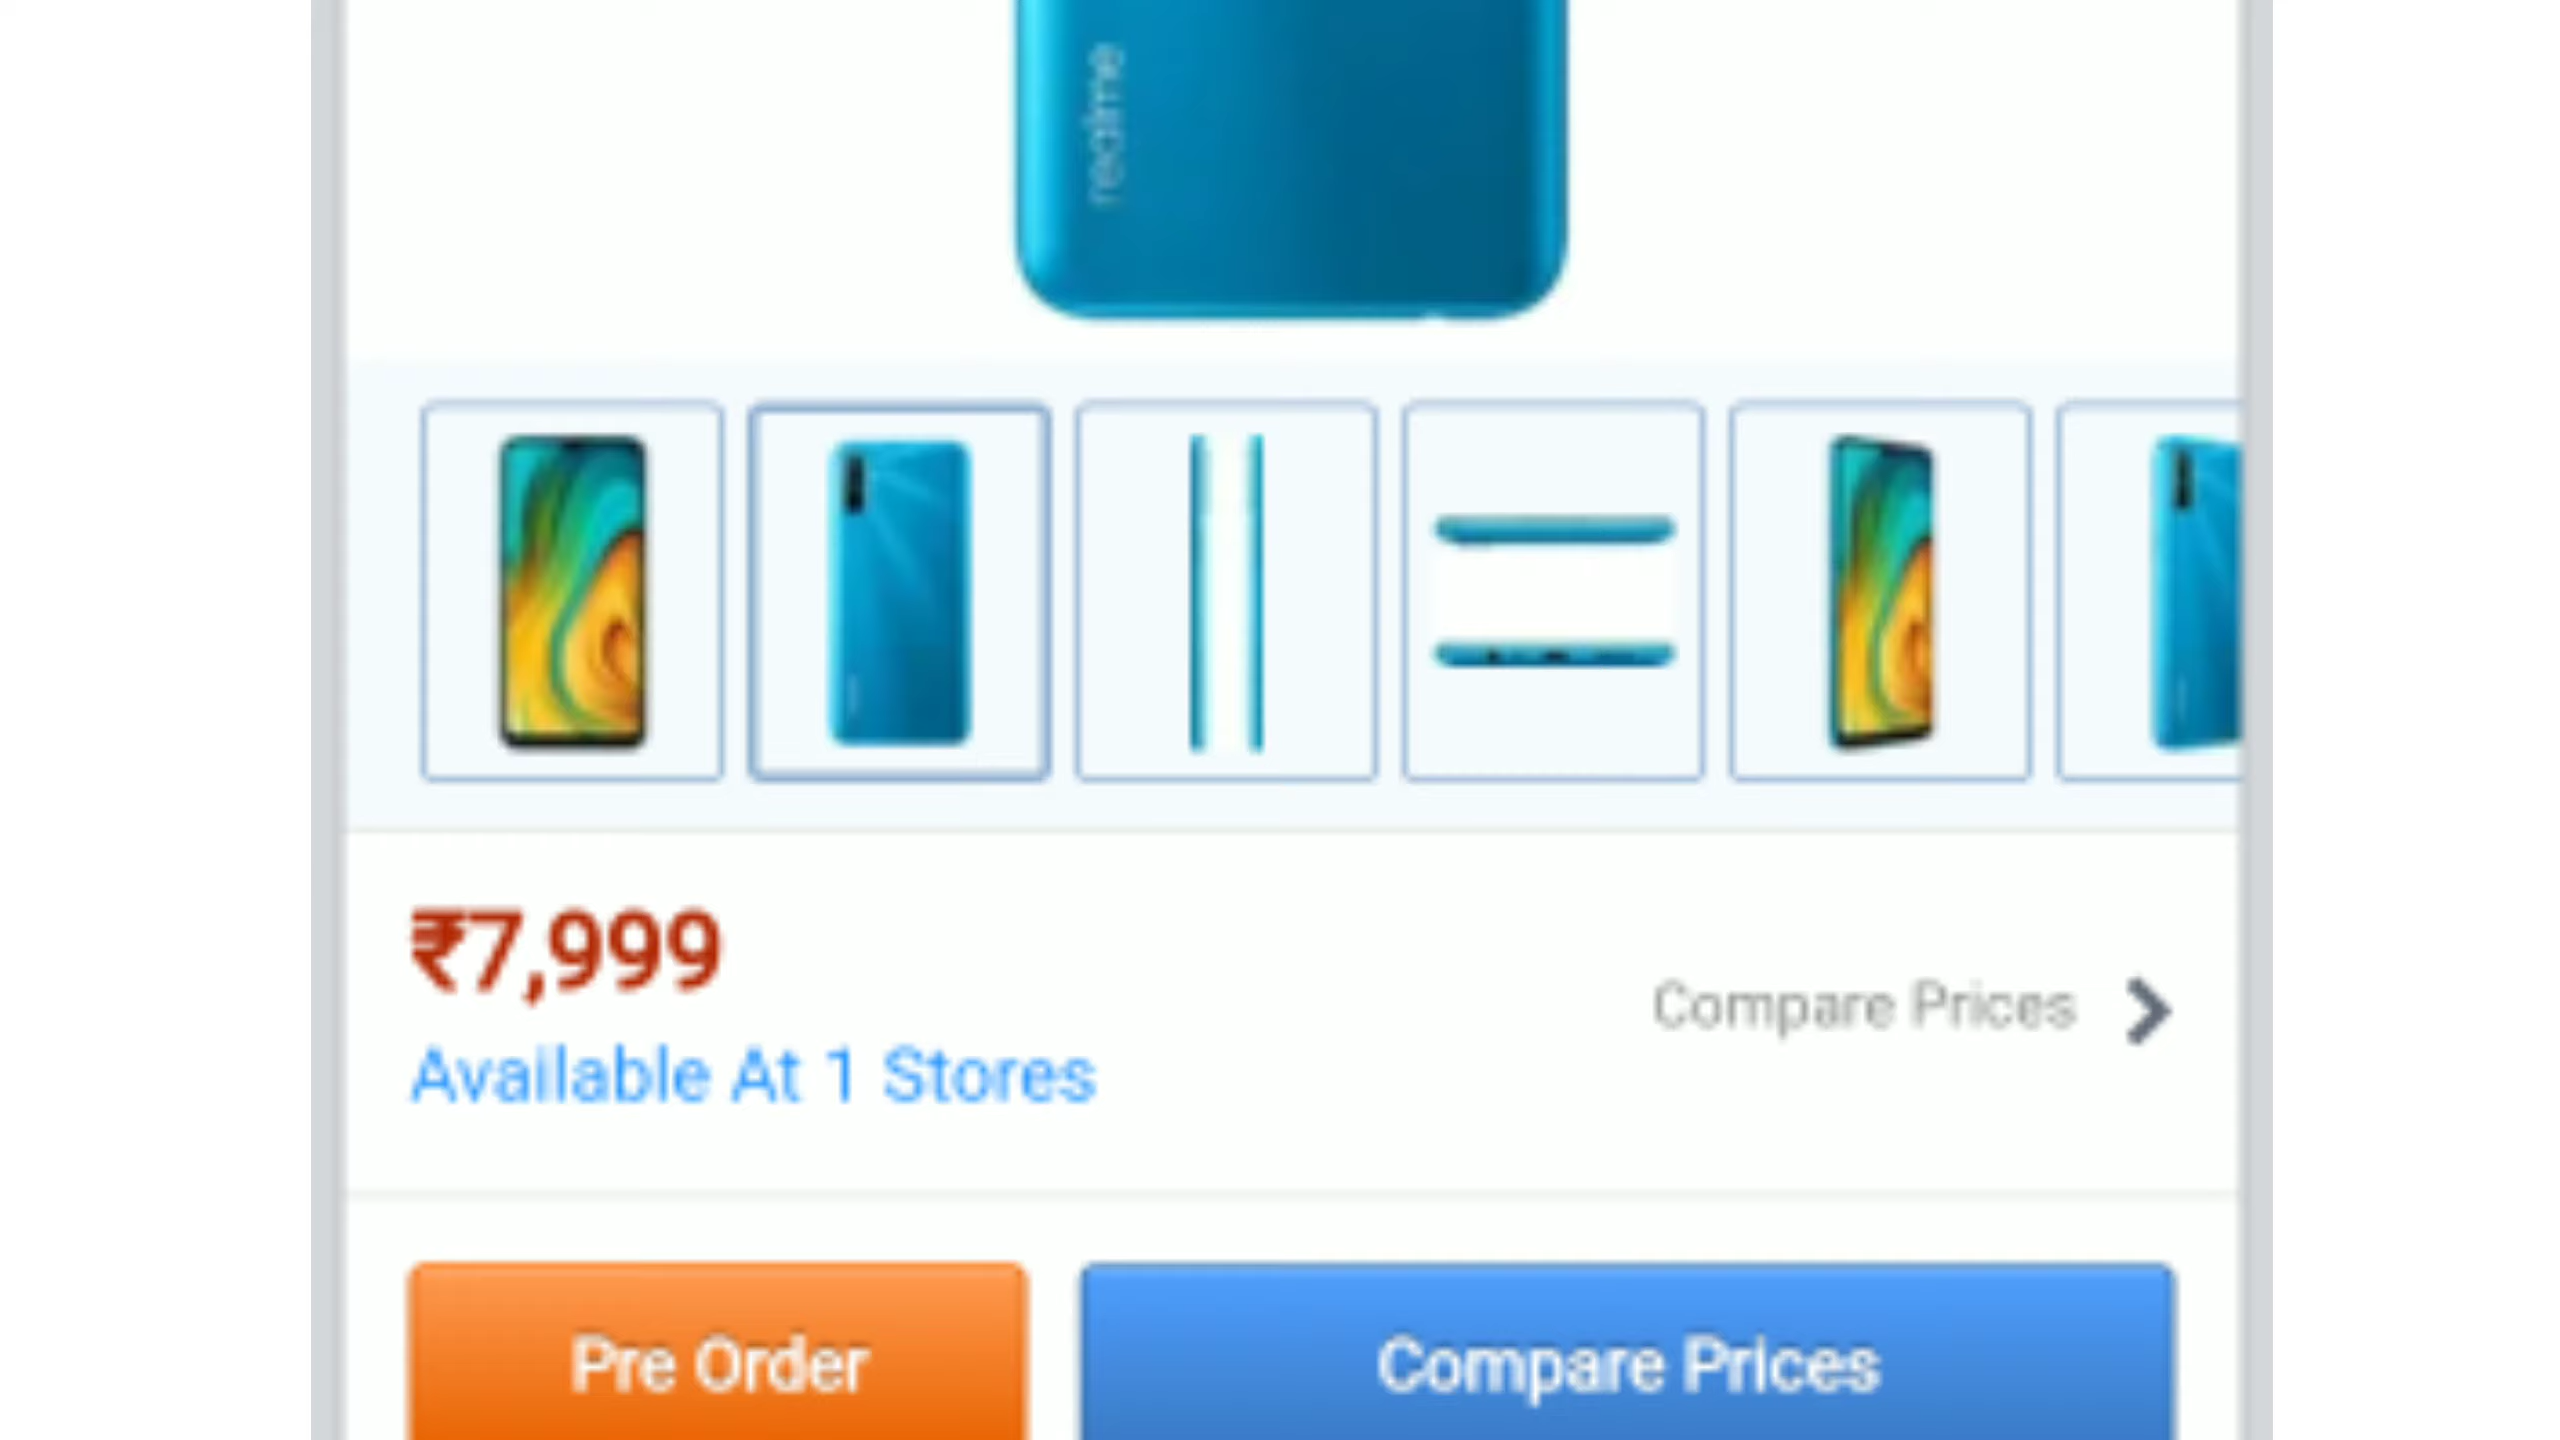 realme
₹7,999
Compare Prices
Available At 1 Stores
Pre Order
Compare Prices